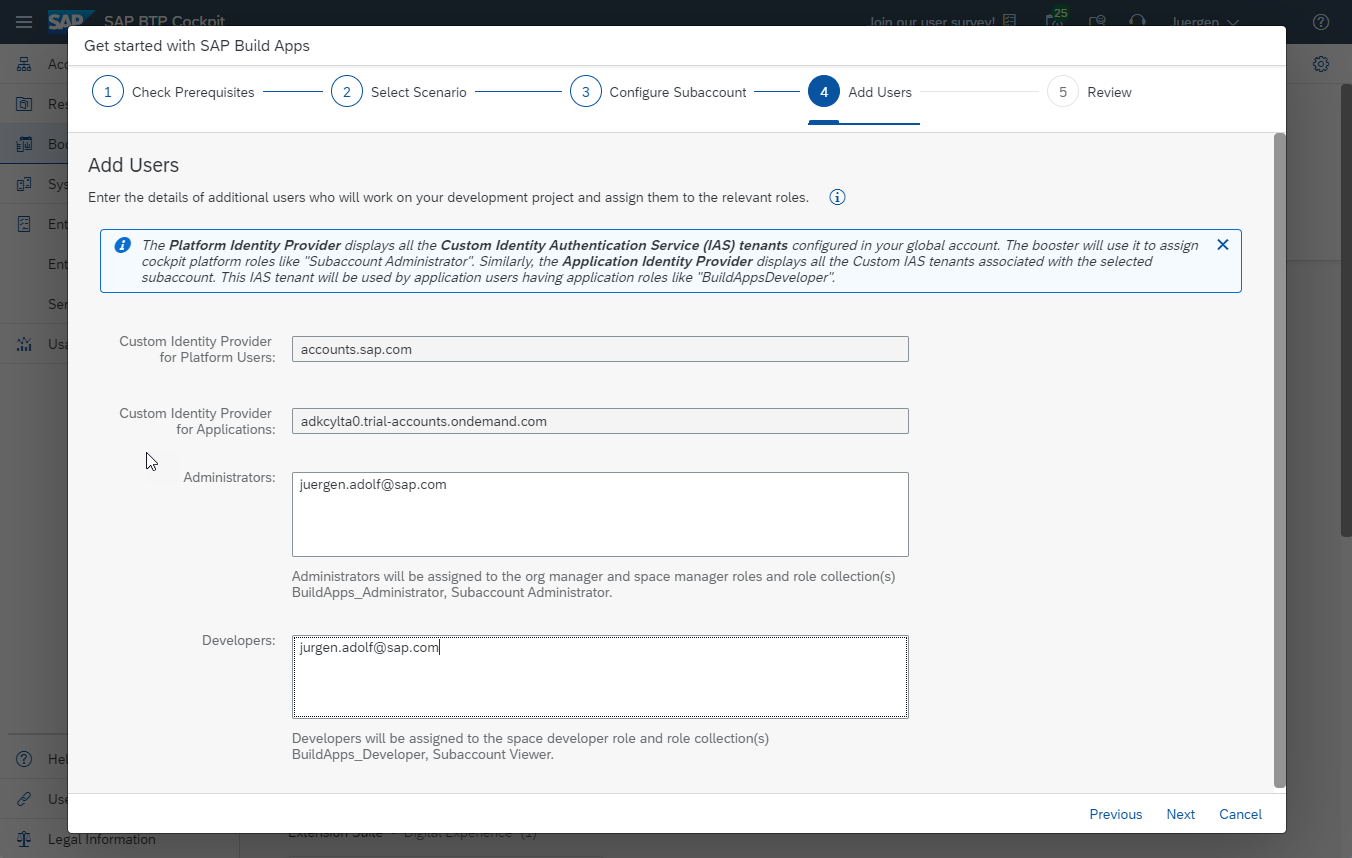 SAP SAP BTP Cockpit
Join our user survey! 25 Juergen
Get started with SAP Build Apps
1 Check Prerequisites 2 Select Scenario 3 Configure Subaccount 4 Add Users 5 Review
Acc
Res
Boo
Sys
Ent
Ent
Ser
Usa
Add Users
Enter the details of additional users who will work on your development project and assign them to the relevant roles.
The Platform Identity Provider displays all the Custom Identity Authentication Service (IAS) tenants configured in your global account. The booster will use it to assign
cockpit platform roles like "Subaccount Administrator". Similarly, the Application Identity Provider displays all the Custom IAS tenants associated with the selected
subaccount. This IAS tenant will be used by application users having application roles like "BuildAppsDeveloper".
Custom Identity Provider
for Platform Users:
accounts.sap.com
Custom Identity Provider
for Applications:
adkcylta0.trial-accounts.ondemand.com
Administrators:
juergen.adolf@sap.com
Administrators will be assigned to the org manager and space manager roles and role collection(s)
BuildApps_Administrator, Subaccount Administrator.
Developers:
jurgen.adolf@sap.com
Developers will be assigned to the space developer role and role collection(s)
BuildApps_Developer, Subaccount Viewer.
Hel
Use
Legal Information
Previous Next Cancel
Extension Suite - Digital Experience (1)